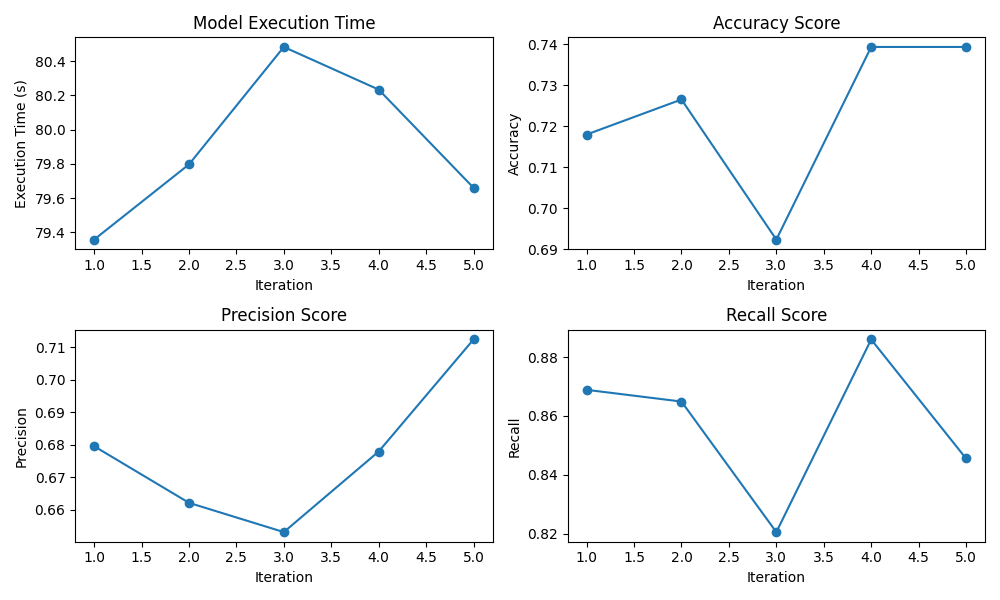 Model Execution Time
Execution Time (s)
80.4
80.2
80.0
79.8
79.6
79.4
1.0 1.5 2.0 2.5 3.0 3.5 4.0 4.5 5.0
Iteration
Accuracy Score
Accuracy
0.74
0.73
0.72
0.71
0.70
0.69
1.0 1.5 2.0 2.5 3.0 3.5 4.0 4.5 5.0
Iteration
Precision Score
Precision
0.71
0.70
0.69
0.68
0.67
0.66
1.0 1.5 2.0 2.5 3.0 3.5 4.0 4.5 5.0
Iteration
Recall Score
Recall
0.88
0.86
0.84
0.82
1.0 1.5 2.0 2.5 3.0 3.5 4.0 4.5 5.0
Iteration